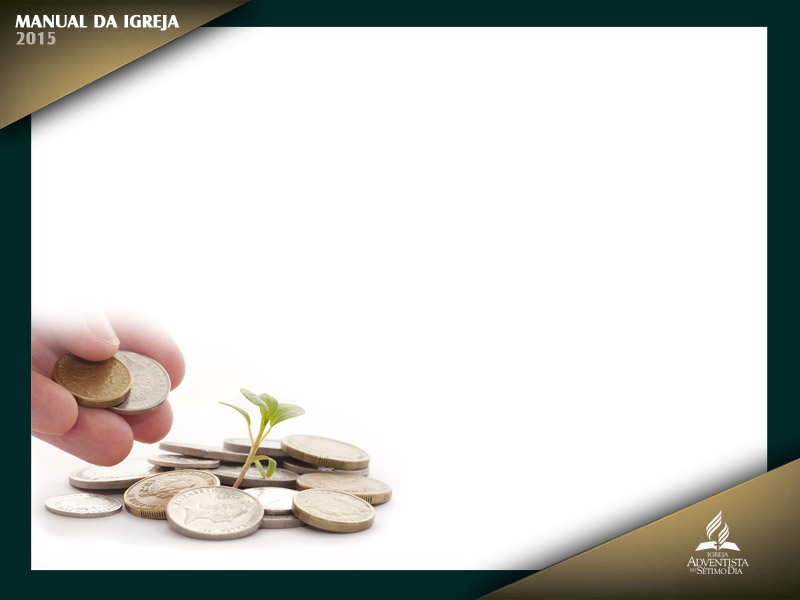 MANUAL DA IGREJA
2015
IGREJA
ADVENTISTA
DO SÉTIMO DIA